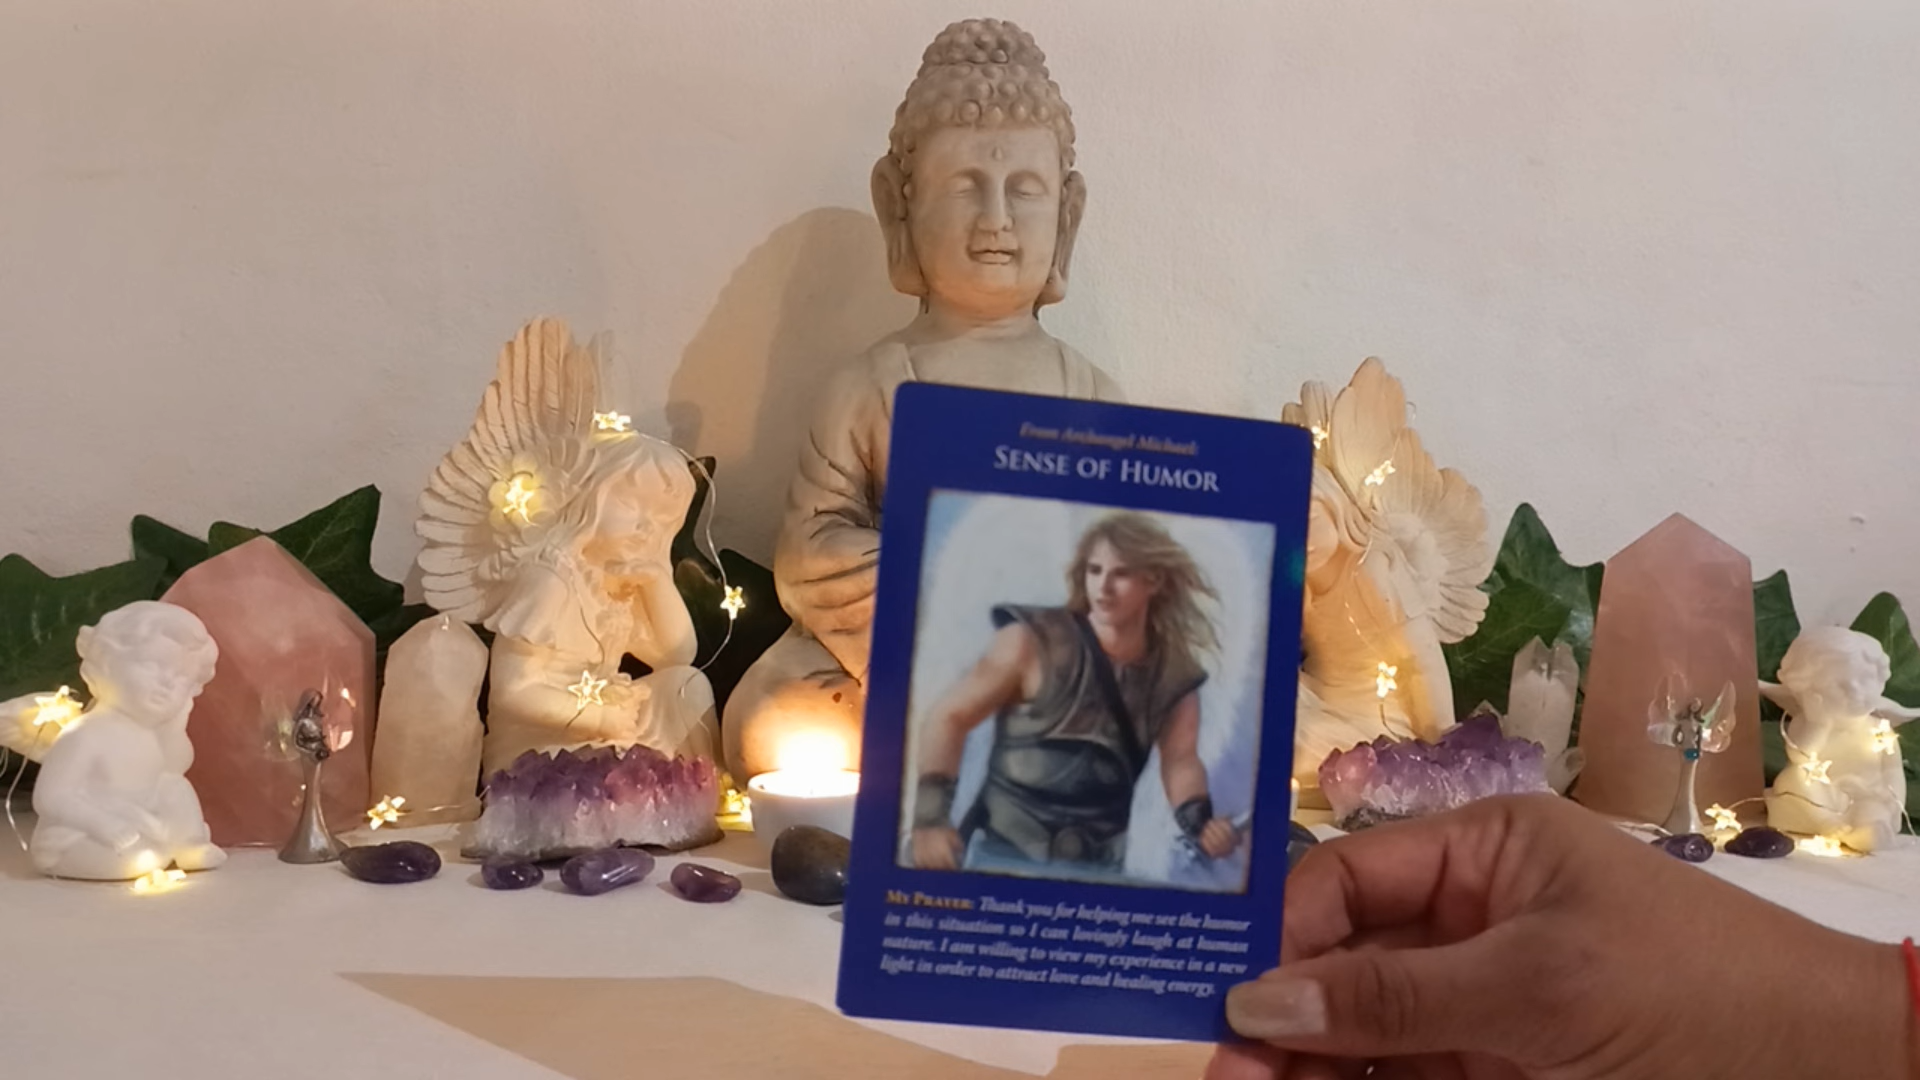 From Archangel Michael:
SENSE OF HUMOR
MY PRAYER: Thank you for helping me see the humor
in this situation so I can lovingly laugh at human
nature. I am willing to view my experience in a new
light in order to attract love and healing energy.